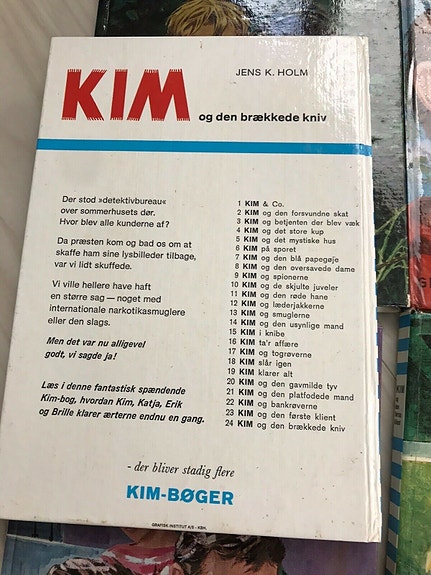 KIM
JENS K. HOLM
og den brækkede kniv
Der stod »detektivbureau«
over sommerhusets dør.
Hvor blev alle kunderne af?
Da præsten kom og bad os om at
skaffe ham sine lysbilleder tilbage,
var vi lidt skuffede.
Vi ville hellere have haft
en større sag — noget med
internationale narkotikasmuglere
eller den slags.
Men det var nu alligevel
godt, vi sagde ja!
Læs i denne fantastisk spændende
Kim-bog, hvordan Kim, Katja, Erik
og Brille klarer ærterne endnu en gang.
1 KIM & Co.
2 KIM og den forsvundne skat
3 KIM og betjenten der blev væk
4 KIM og det store kup
5 KIM og det mystiske hus
6 KIM på sporet
7 KIM og den blå papegøje
8 KIM og den oversavede dame
9 KIM og spionerne
10 KIM og de skjulte juveler
11 KIM og den røde hane
12 KIM og læderjakkerne
13 KIM og smuglerne
14 KIM og den usynlige mand
15 KIM i knibe
16 KIM ta'r affære
17 KIM og togrøverne
18 KIM slår igen
19 KIM klarer alt
20 KIM og den gavmilde tyv
21 KIM og den platfodede mand
22 KIM og bankrøverne
23 KIM og den første klient
24 KIM og den brækkede kniv
- der bliver stadig flere
KIM-BØGER
GRAFISK INSTITUT A/S - KBH.